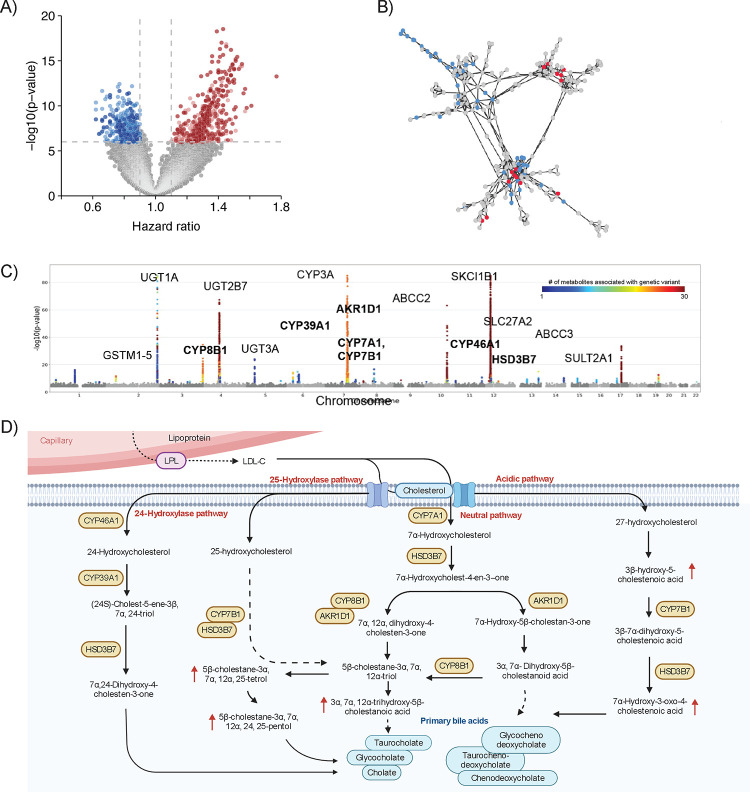 A)
20
15
10
5
0
−log10(p−value)
0.6
1.0
1.4
1.8
Hazard ratio
B)
C)
-log10(p-value)
80
60
40
20
0
UGT1A
UGT2B7
CYP3A
SKCI1B1
# of metabolites associated with genetic variant
1
30
ABCC2
AKR1D1
CYP39A1
SLC27A2
ABCC3
CYP7A1,
CYP7B1
CYP46A1
CYP8B1
UGT3A
GSTM1-5
HSD3B7
SULT2A1
1
2
3
4
5
6
7
8
9
10
11
12
13
14
15
16
17
18
19
20
21
22
23
Chromosome
D)
Capillary
Lipoprotein
LPL
LDL-C
25-Hydroxylase pathway
Cholesterol
Acidic pathway
24-Hydroxylase pathway
Neutral pathway
CYP46A1
CYP7A1
27-hydroxycholesterol
7α-Hydroxycholesterol
24-Hydroxycholesterol
25-hydroxycholesterol
HSD3B7
3β-hydroxy-5-
cholestenoic acid
7α-Hydroxycholest-4-en-3–one
CYP39A1
CYP8B1
AKR1D1
AKR1D1
(24S)-Cholest-5-ene-3β,
7α, 24-triol
CYP7B1
HSD3B7
CYP7B1
7α, 12α, dihydroxy-4-
cholesten-3-one
7α-Hydroxy-5β-cholestan-3-one
3β-7α-dihydroxy-5-
cholestenoic acid
HSD3B7
CYP8B1
HSD3B7
5β-cholestane-3α,
7α, 12α, 25-tetrol
5β-cholestane-3α, 7α,
12α-triol
3α, 7α- Dihydroxy-5β-
cholestanoic acid
7α,24-Dihydroxy-4-
cholesten-3-one
3α, 7α, 12α-trihydroxy-5β-
cholestanoic acid
7α-Hydroxy-3-oxo-4-
cholestenoic acid
5β-cholestane-3α, 7α,
12α, 24, 25-pentol
Primary bile acids
Taurocholate
Glycocholate
Cholate
Glycocheno
deoxycholate
Taurocheno-
deoxycholate
Chenodeoxycholate